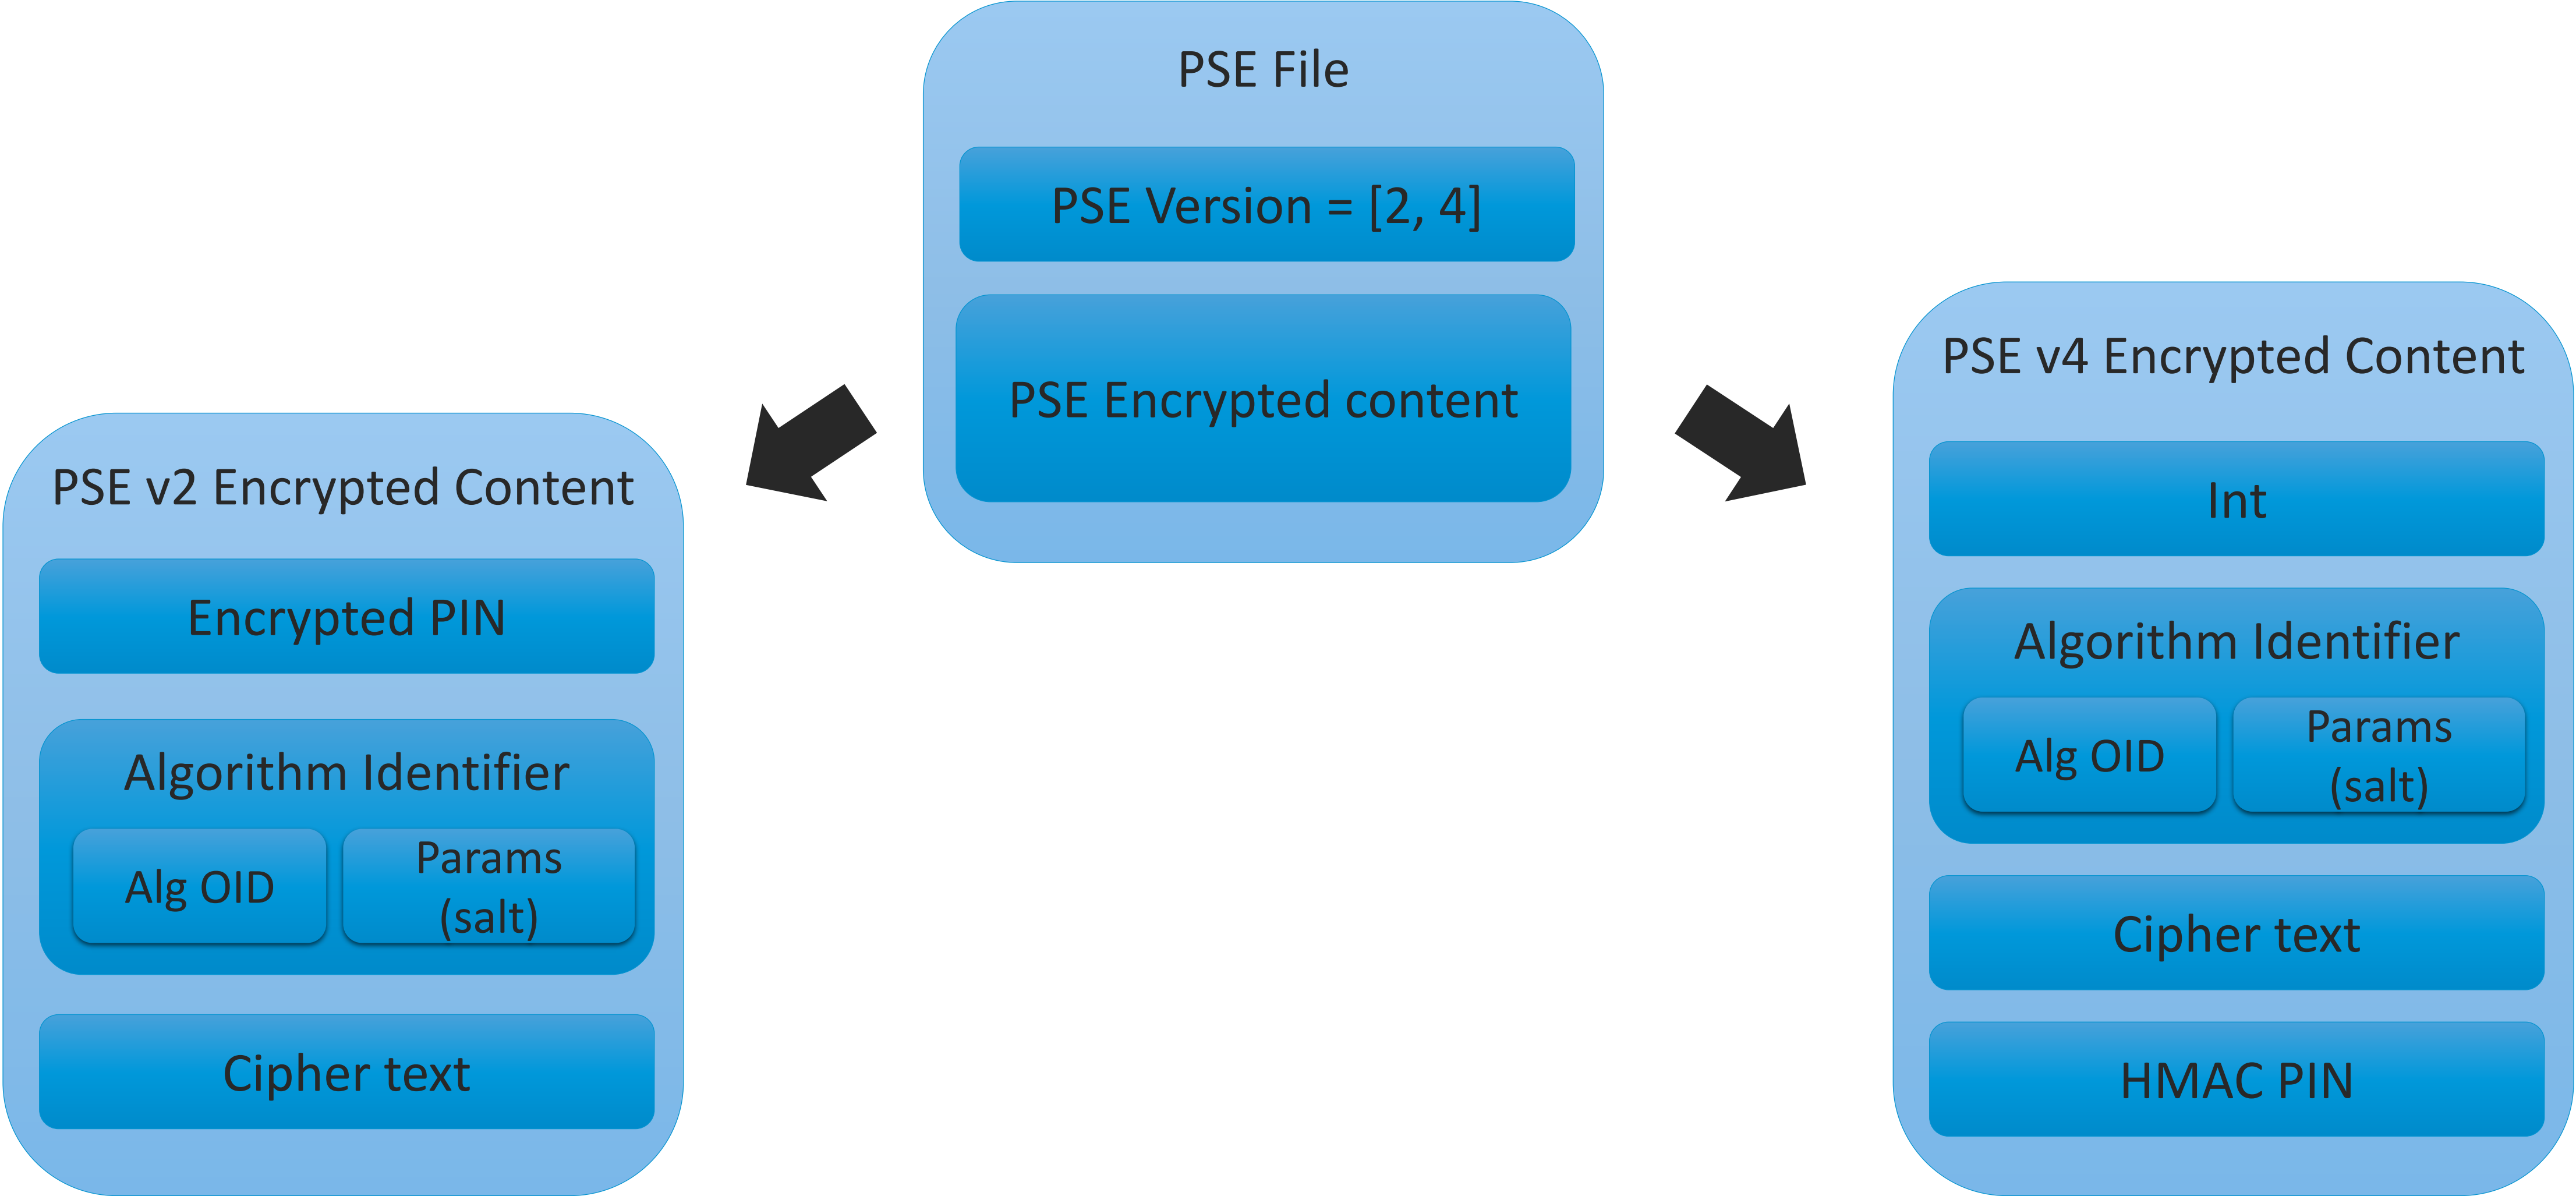 PSE File
PSE Version = [2, 4]
PSE Encrypted content
PSE v2 Encrypted Content
Encrypted PIN
Algorithm Identifier
Alg OID
Params
(salt)
Cipher text
PSE v4 Encrypted Content
Int
Algorithm Identifier
Alg OID
Params
(salt)
Cipher text
HMAC PIN